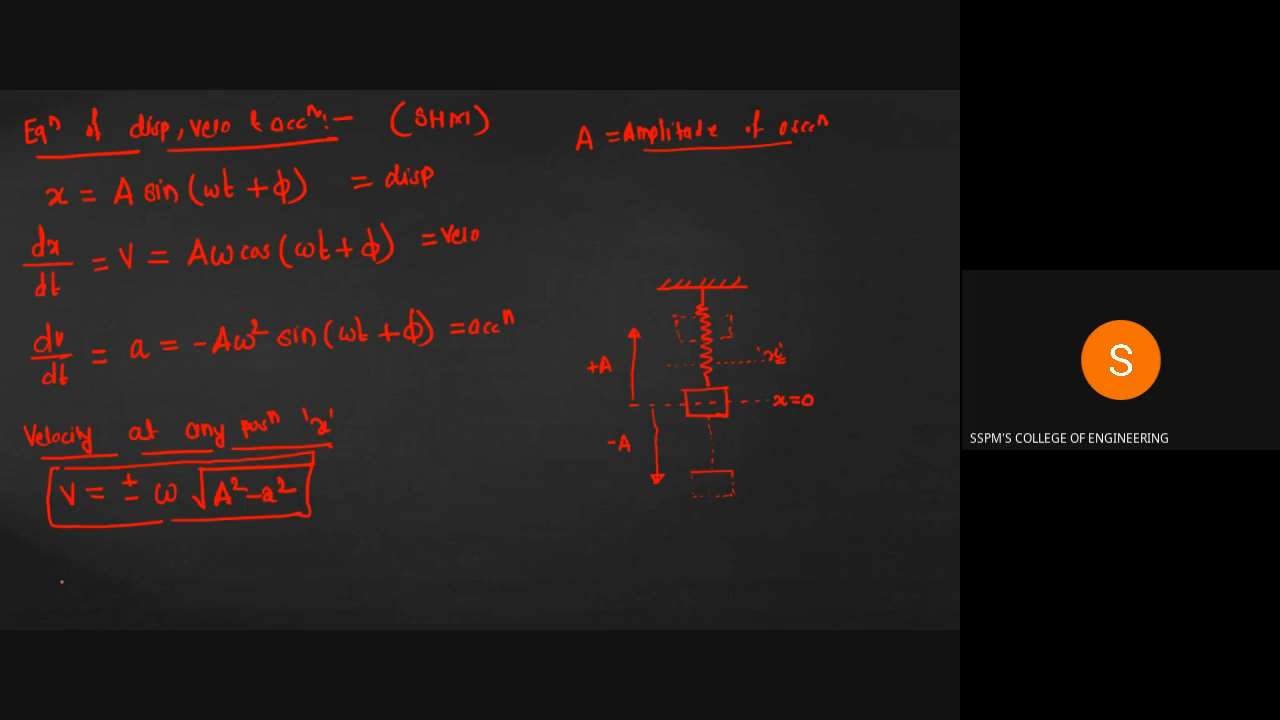 Eqⁿ of disp, velo & accⁿ:- (SHM)
x = A sin (ωt + ϕ) = disp
dx/dt = V = Aω cos (ωt + ϕ) = velo
dv/dt = a = -Aω² sin (ωt + ϕ) = accⁿ
Velocity at any posⁿ 'x'
V = ± ω √A²-x²
A = Amplitude of osccⁿ
'x'
+A
x=0
-A
S
SSPM'S COLLEGE OF ENGINEERING